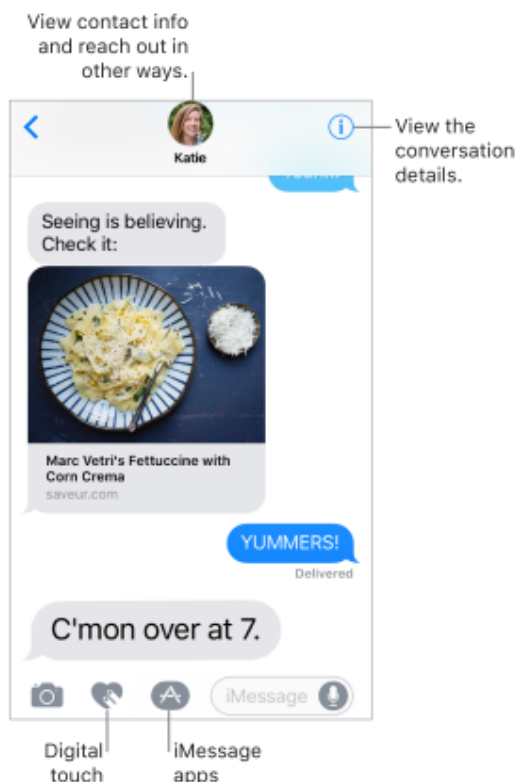 View contact info
and reach out in
other ways.
View the
conversation
details.
Katie
Seeing is believing.
Check it:
Marc Vetri's Fettuccine with
Corn Crema
saveur.com
YUMMERS!
Delivered
C'mon over at 7.
iMessage
Digital
touch
iMessage
apps